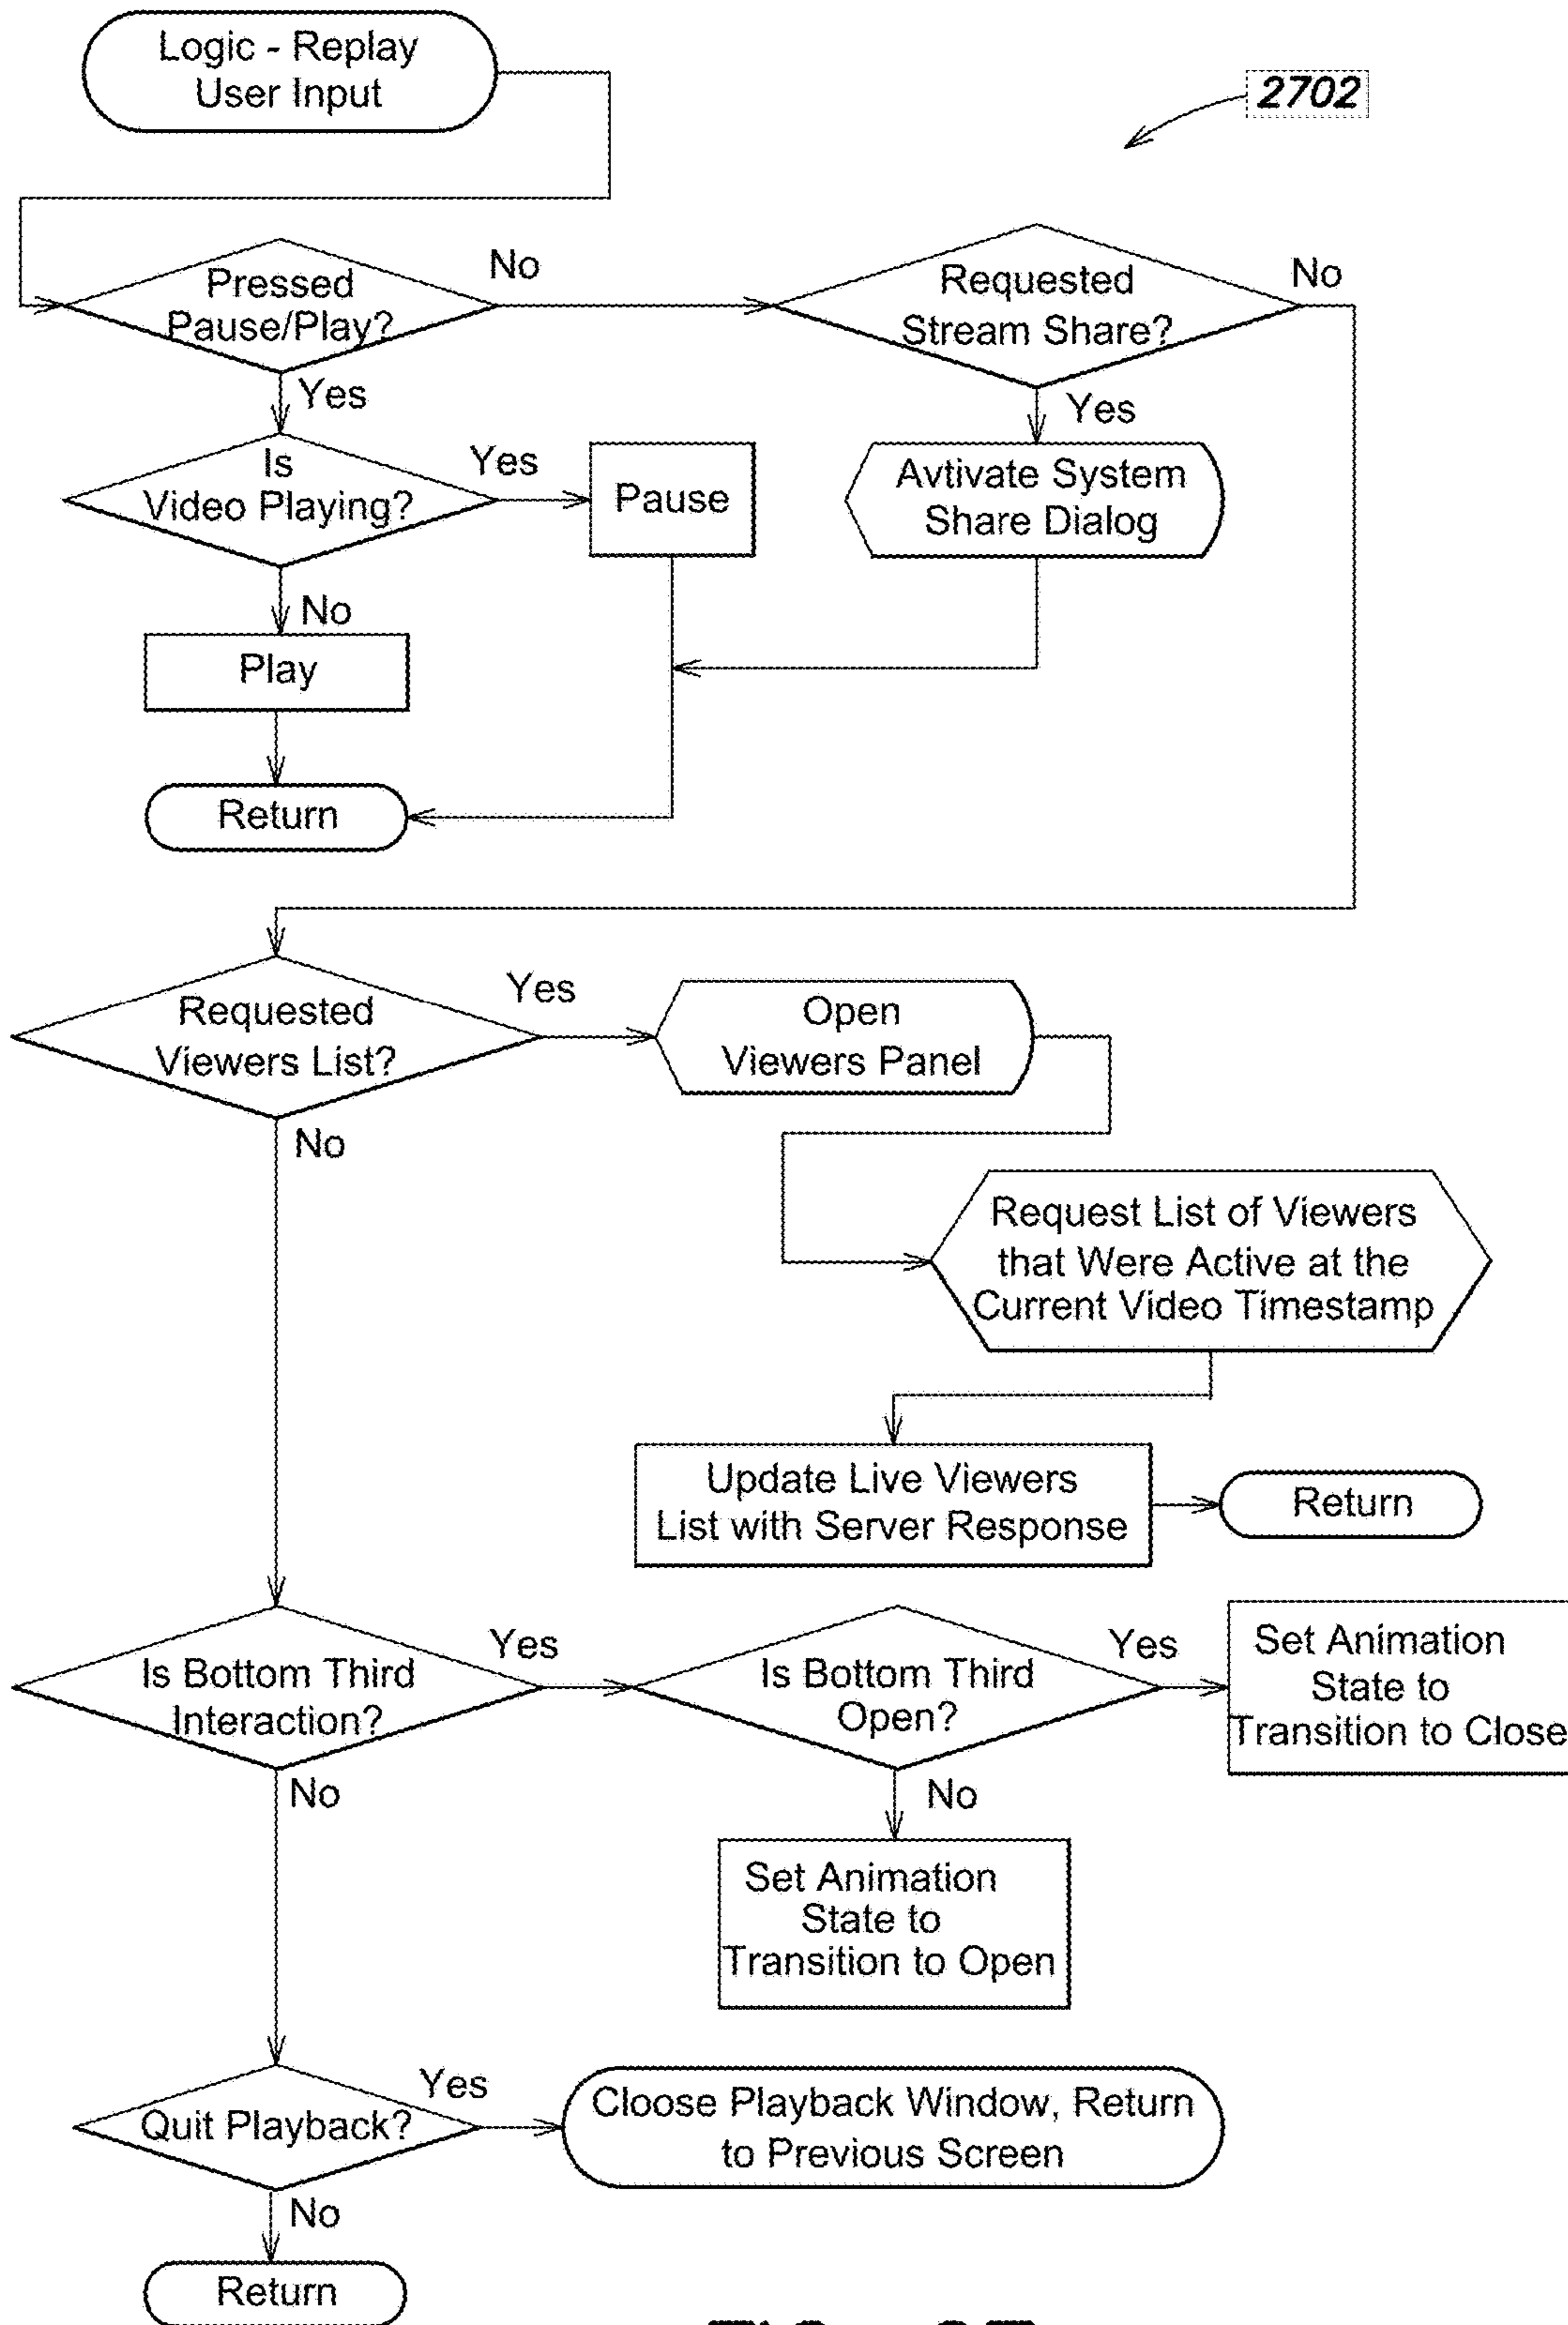 Logic - Replay
User Input
2702
Pressed
Pause/Play?
No
Requested
Stream Share?
No
Yes
Yes
Is
Video Playing?
Yes
Pause
Avtivate System
Share Dialog
No
Play
Return
Requested
Viewers List?
Yes
Open
Viewers Panel
No
Request List of Viewers
that Were Active at the
Current Video Timestamp
Update Live Viewers
List with Server Response
Return
Is Bottom Third
Interaction?
Yes
Is Bottom Third
Open?
Yes
Set Animation
State to
Transition to Close
No
No
Set Animation
State to
Transition to Open
Quit Playback?
Yes
Cloose Playback Window, Return
to Previous Screen
No
Return